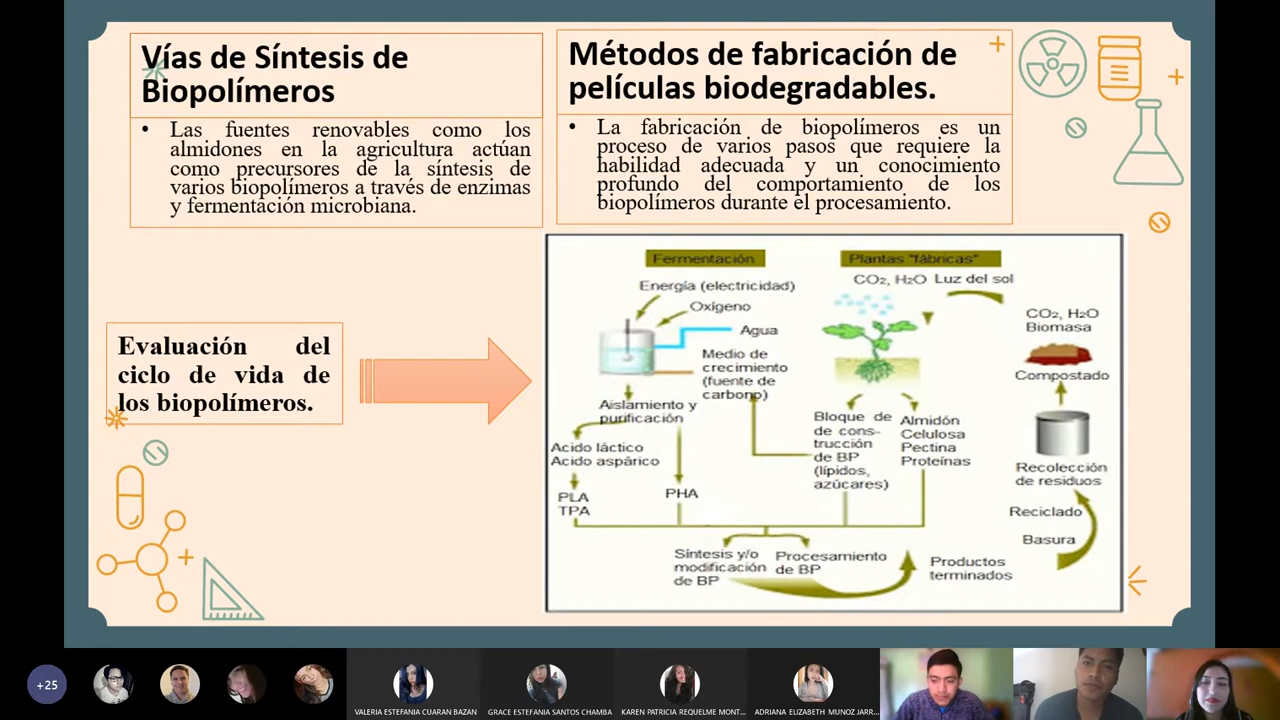 Vías de Síntesis de
Biopolímeros
• Las fuentes renovables como los
almidones en la agricultura actúan
como precursores de la síntesis de
varios biopolímeros a través de enzimas
y fermentación microbiana.
Métodos de fabricación de
películas biodegradables.
• La fabricación de biopolímeros es un
proceso de varios pasos que requiere la
habilidad adecuada y un conocimiento
profundo del comportamiento de los
biopolímeros durante el procesamiento.
Evaluación del
ciclo de vida de
los biopolímeros.
Fermentación
Energía (electricidad)
Oxígeno
Agua
Medio de
crecimiento
(fuente de
carbono)
Aislamiento y
purificación
Acido láctico
Acido aspárico
PLA
TPA
PHA
Plantas "fábricas"
CO₂, H₂O Luz del sol
Bloque de
de cons-
trucción
de BP
(lípidos,
azúcares)
Almidón
Celulosa
Pectina
Proteínas
CO₂, H₂O
Biomasa
Compostado
Recolección
de residuos
Reciclado
Basura
Síntesis y/o
modificación
de BP
Procesamiento
de BP
Productos
terminados
+25
VALERIA ESTEFANIA CUARAN BAZAN
GRACE ESTEFANIA SANTOS CHAMBA
KAREN PATRICIA REQUELME MONT...
ADRIANA ELIZABETH MUNOZ JARR...